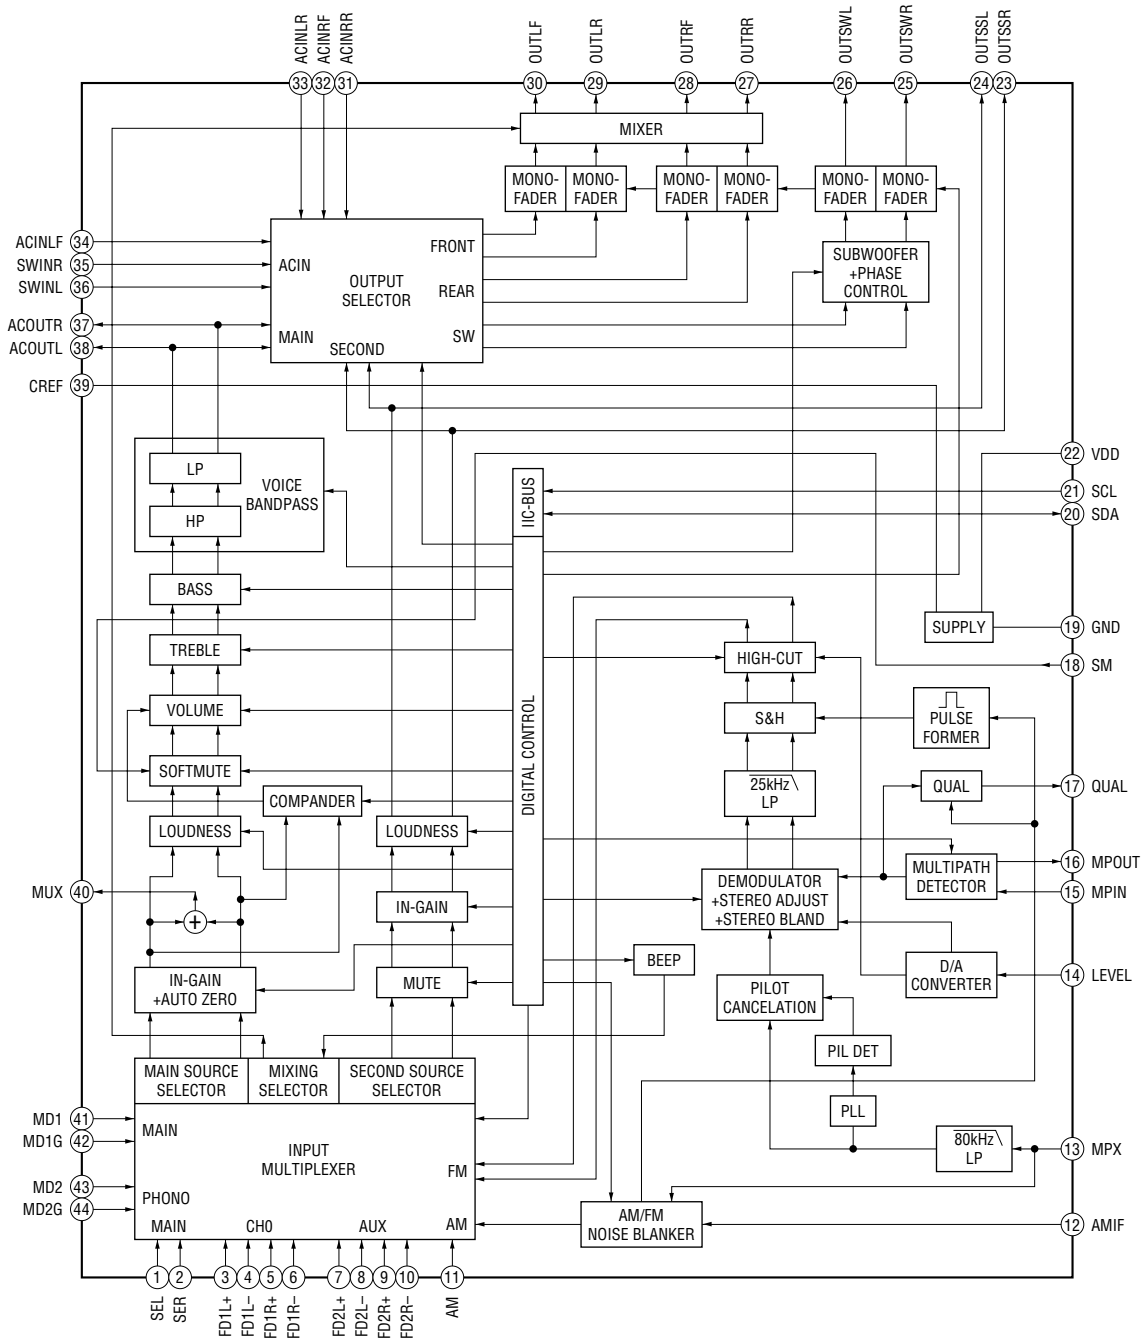 ACINLR
ACINRF
ACINRR
OUTLF
OUTLR
OUTRF
OUTRR
OUTSWL
OUTSWR
OUTSSL
OUTSSR
33
32
31
30
29
28
27
26
25
24
23
MIXER
MONO-
FADER
MONO-
FADER
MONO-
FADER
MONO-
FADER
MONO-
FADER
MONO-
FADER
ACINLF 34
SWINR 35
SWINL 36
ACOUTR 37
ACOUTL 38
CREF 39
ACIN
MAIN
OUTPUT
SELECTOR
SECOND
FRONT
REAR
SW
SUBWOOFER
+PHASE
CONTROL
LP
HP
VOICE
BANDPASS
IIC-BUS
DIGITAL CONTROL
22 VDD
21 SCL
20 SDA
BASS
TREBLE
VOLUME
SOFTMUTE
COMPANDER
LOUDNESS
LOUDNESS
SUPPLY
19 GND
18 SM
HIGH-CUT
S&H
PULSE
FORMER
25kHz
LP
QUAL
17 QUAL
MULTIPATH
DETECTOR
16 MPOUT
15 MPIN
DEMODULATOR
+STEREO ADJUST
+STEREO BLAND
MUX 40
+
IN-GAIN
IN-GAIN
+AUTO ZERO
MUTE
BEEP
PILOT
CANCELATION
D/A
CONVERTER
14 LEVEL
PIL DET
PLL
80kHz
LP
13 MPX
MAIN SOURCE
SELECTOR
MIXING
SELECTOR
SECOND SOURCE
SELECTOR
MD1 41
MD1G 42
MD2 43
MD2G 44
MAIN
INPUT
MULTIPLEXER
FM
PHONO
MAIN
CH0
AUX
AM
AM/FM
NOISE BLANKER
12 AMIF
1
2
3
4
5
6
7
8
9
10
11
SEL
SER
FD1L+
FD1L–
FD1R+
FD1R–
FD2L+
FD2L–
FD2R+
FD2R–
AM